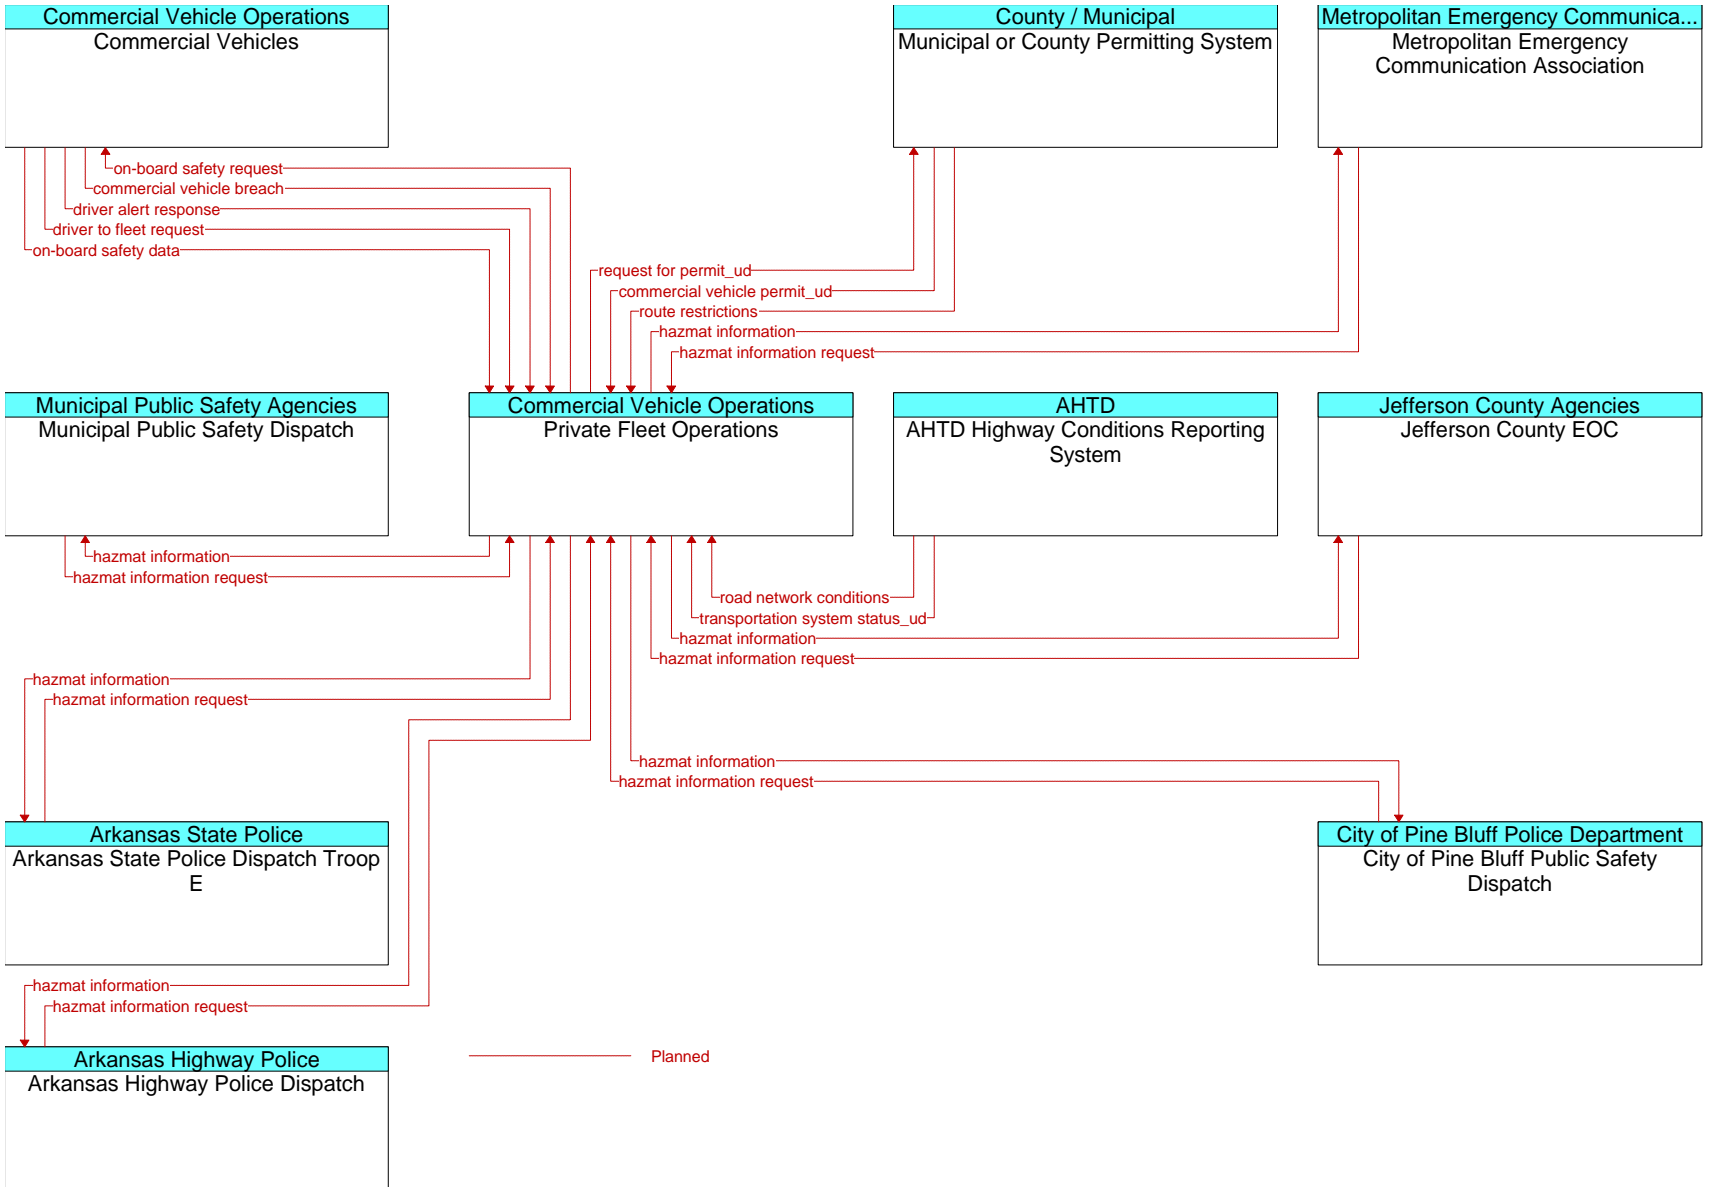 Commercial Vehicle Operations
Commercial Vehicles
County / Municipal
Municipal or County Permitting System
Metropolitan Emergency Communica...
Metropolitan Emergency
Communication Association
on-board safety request
commercial vehicle breach
driver alert response
driver to fleet request
on-board safety data
request for permit_ud
commercial vehicle permit_ud
route restrictions
hazmat information
hazmat information request
Municipal Public Safety Agencies
Municipal Public Safety Dispatch
Commercial Vehicle Operations
Private Fleet Operations
AHTD
AHTD Highway Conditions Reporting
System
Jefferson County Agencies
Jefferson County EOC
hazmat information
hazmat information request
road network conditions
transportation system status_ud
hazmat information
hazmat information request
hazmat information
hazmat information request
hazmat information
hazmat information request
Arkansas State Police
Arkansas State Police Dispatch Troop
E
City of Pine Bluff Police Department
City of Pine Bluff Public Safety
Dispatch
hazmat information
hazmat information request
Arkansas Highway Police
Arkansas Highway Police Dispatch
Planned